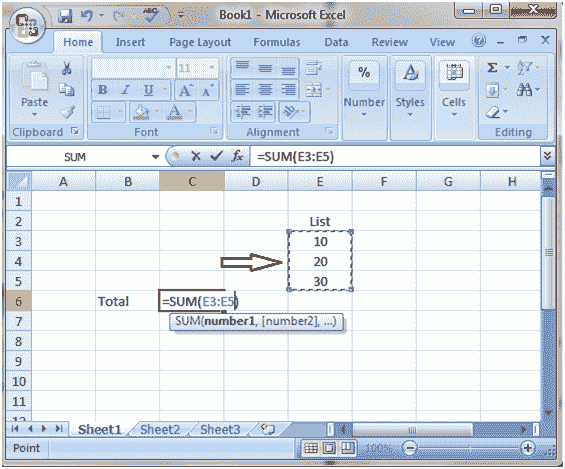 Book1 - Microsoft Excel
Home Insert Page Layout Formulas Data Review View
Paste
Clipboard
11
B I U
A
Font
Alignment
%
Number
A
Styles
Cells
Σ
Editing
SUM
fx =SUM(E3:E5)
A B C D E F G H
1
2 List
3 10
4 20
5 30
6 Total =SUM(E3:E5)
7 SUM(number1, [number2], ...)
8
9
10
11
12
Sheet1 Sheet2 Sheet3
Point 100%